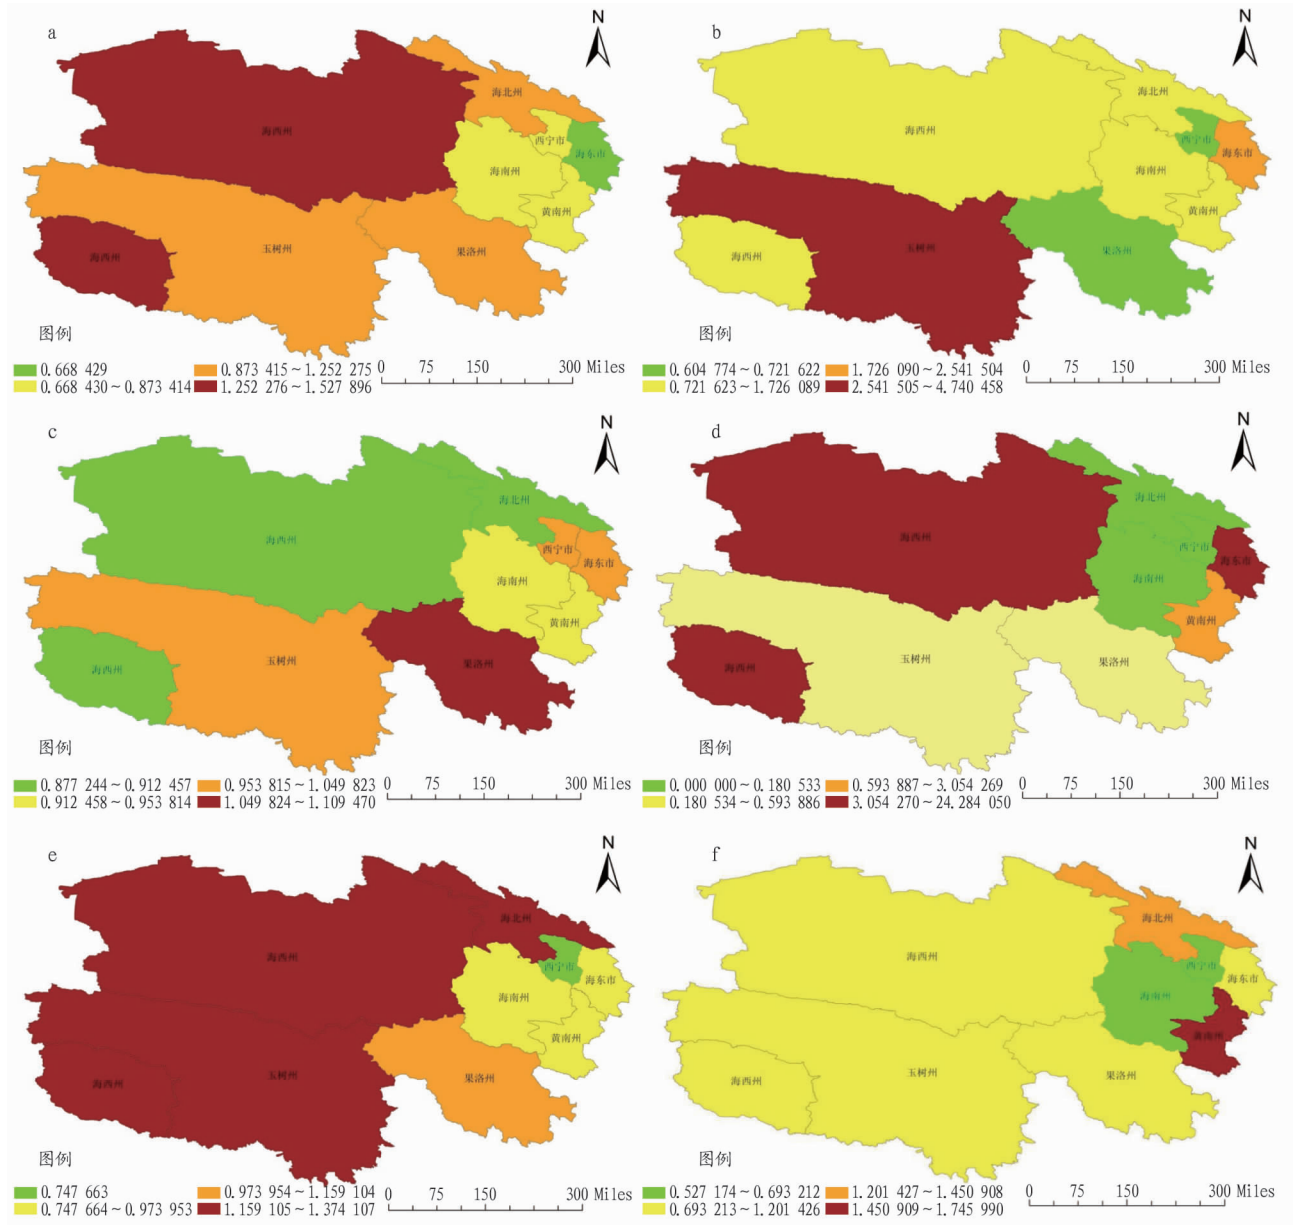 a
N
海北州
海西州
西宁市
海东市
海南州
黄南州
玉树州
果洛州
海西州
图例
0.668 429
0.873 415~1.252 275
0.668 430~0.873 414
1.252 276~1.527 896
0 75 150 300 Miles
b
N
海北州
海西州
西宁市
海东市
海南州
黄南州
玉树州
果洛州
海西州
图例
0.604 774~0.721 622
1.726 090~2.541 504
0.721 623~1.726 089
2.541 505~4.740 458
0 75 150 300 Miles
c
N
海北州
海西州
西宁市
海东市
海南州
黄南州
玉树州
果洛州
海西州
图例
0.877 244~0.912 457
0.953 815~1.049 823
0.912 458~0.953 814
1.049 824~1.109 470
0 75 150 300 Miles
d
N
海北州
海西州
西宁市
海东市
海南州
黄南州
玉树州
果洛州
海西州
图例
0.000 000~0.180 533
0.593 887~3.054 269
0.180 534~0.593 886
3.054 270~24.284 050
0 75 150 300 Miles
e
N
海北州
海西州
西宁市
海东市
海南州
黄南州
玉树州
果洛州
海西州
图例
0.747 663
0.973 954~1.159 104
0.747 664~0.973 953
1.159 105~1.374 107
0 75 150 300 Miles
f
N
海北州
海西州
西宁市
海东市
海南州
黄南州
玉树州
果洛州
海西州
图例
0.527 174~0.693 212
1.201 427~1.450 908
0.693 213~1.201 426
1.450 909~1.745 990
0 75 150 300 Miles